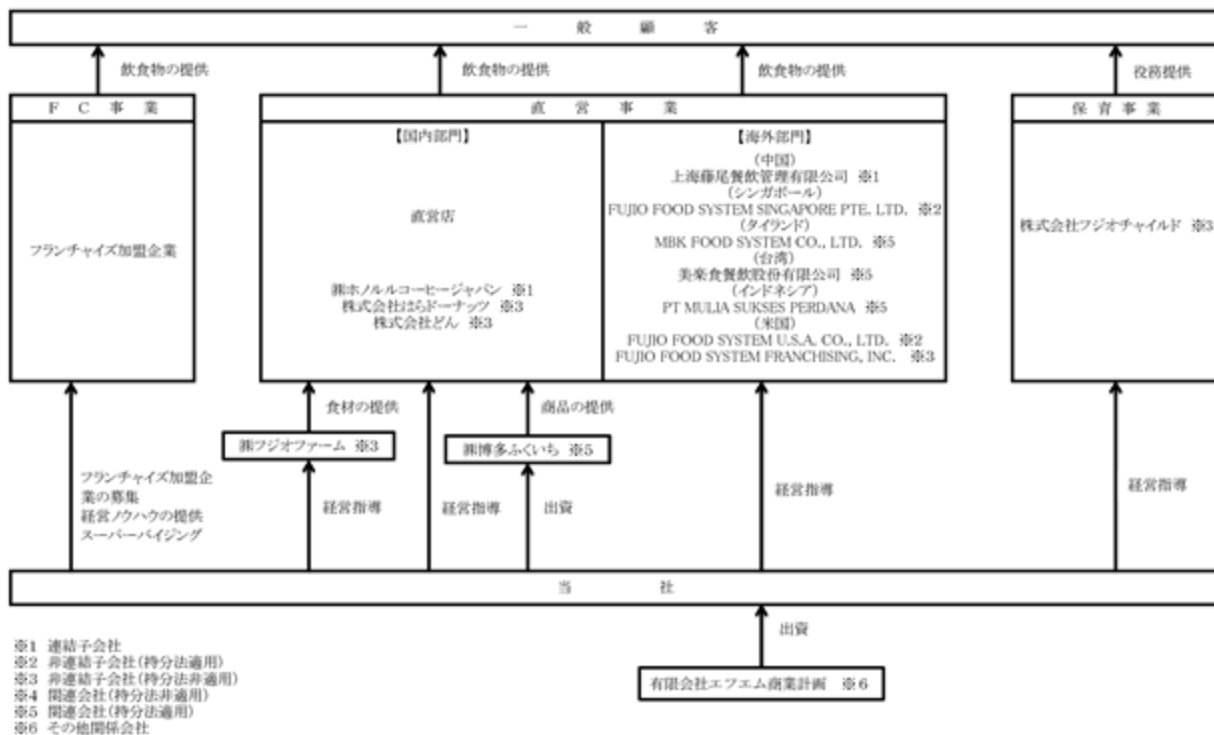 一般顧客
飲食物の提供
飲食物の提供
飲食物の提供
役務提供
FC事業
直営事業
保育事業
フランチャイズ加盟企業
【国内部門】
直営店
㈱ホノルルコーヒージャパン ※1
株式会社はらドーナッツ ※3
株式会社どん ※3
【海外部門】
(中国)
上海藤尾餐飲管理有限公司 ※1
(シンガポール)
FUJIO FOOD SYSTEM SINGAPORE PTE. LTD. ※2
(タイランド)
MBK FOOD SYSTEM CO., LTD. ※5
(台湾)
美楽食餐飲股份有限公司 ※5
(インドネシア)
PT MULIA SUKSES PERDANA ※5
(米国)
FUJIO FOOD SYSTEM U.S.A. CO., LTD. ※2
FUJIO FOOD SYSTEM FRANCHISING, INC. ※3
株式会社フジオチャイルド ※3
食材の提供
商品の提供
㈱フジオファーム ※3
㈱博多ふくいち ※5
フランチャイズ加盟企
業の募集
経営ノウハウの提供
スーパーバイジング
経営指導
経営指導
出資
経営指導
経営指導
当社
出資
有限会社エフエム商業計画 ※6
※1 連結子会社
※2 非連結子会社(持分法適用)
※3 非連結子会社(持分法非適用)
※4 関連会社(持分法非適用)
※5 関連会社(持分法適用)
※6 その他関係会社